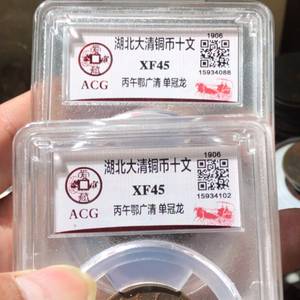 湖北大清铜币十文
XF45
丙午鄂广清 单冠龙
ACG
1906
15934088
湖北大清铜币十文
XF45
丙午鄂广清 单冠龙
ACG
1906
15934102